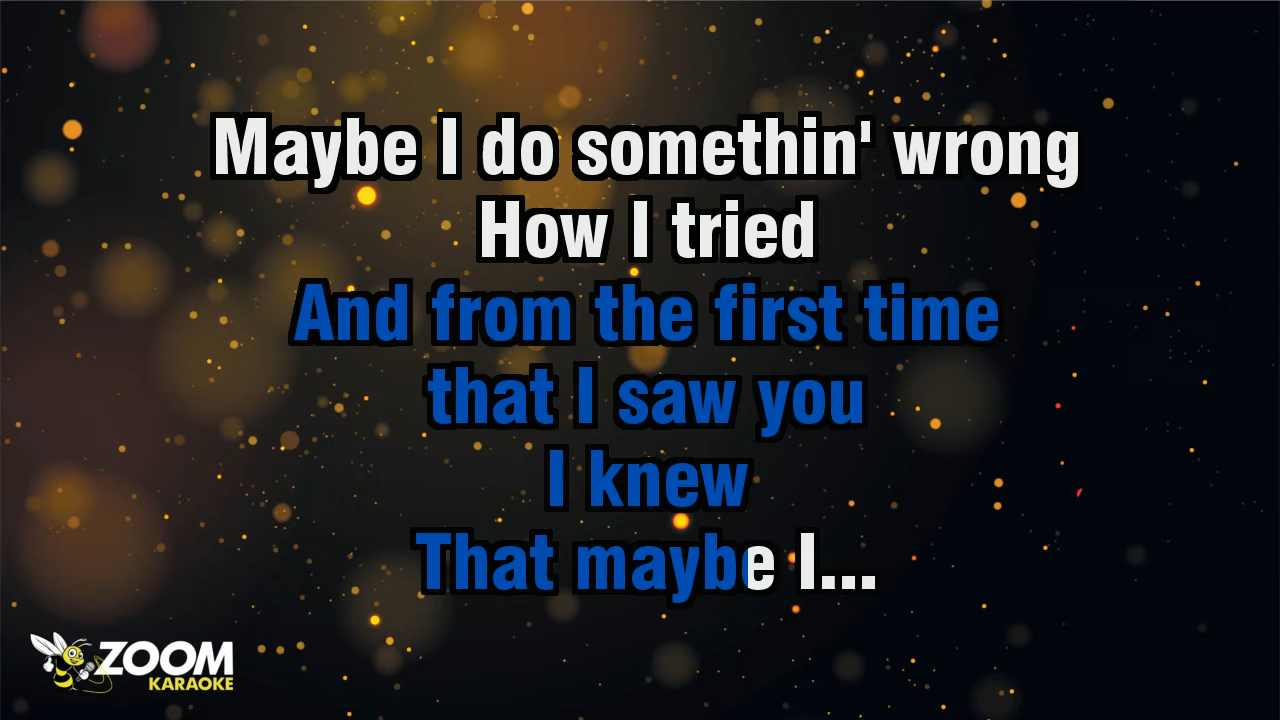 Maybe I do somethin' wrong
How I tried
And from the first time
that I saw you
I knew
That maybe I...
ZOOM
KARAOKE